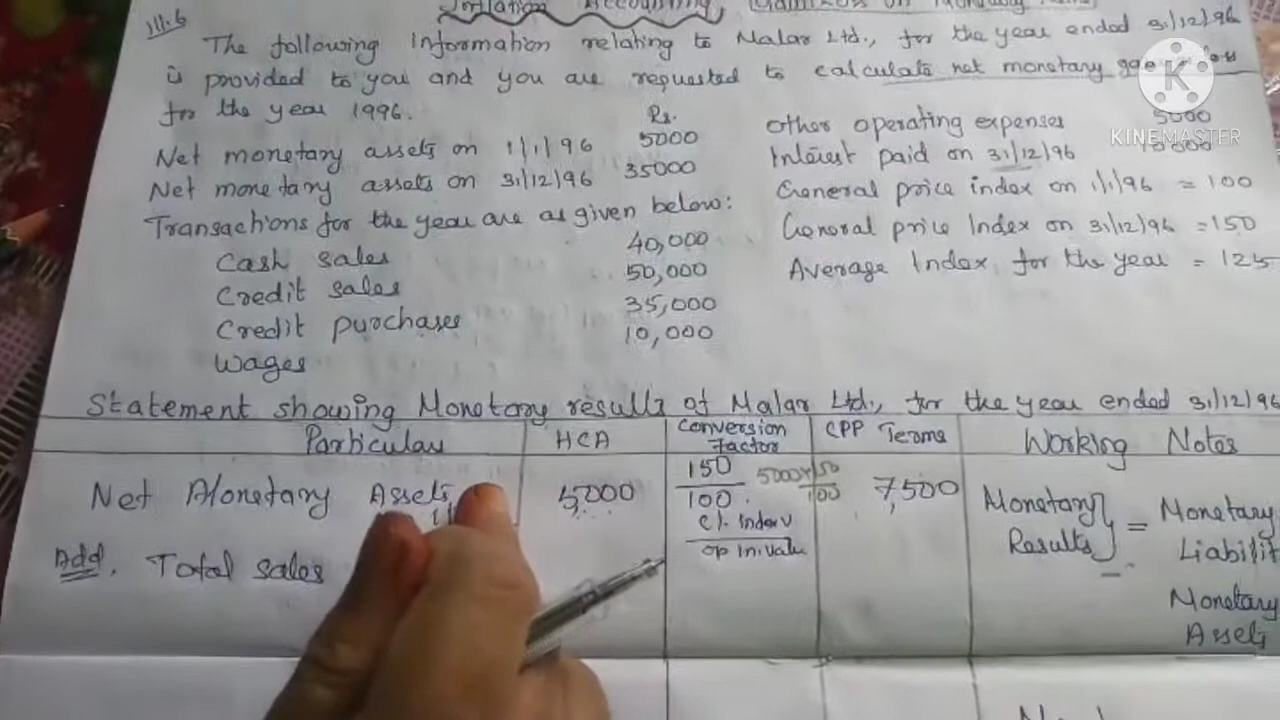 Ill.6
Inflation Accounting
The following information relating to Malar Ltd., for the year ended 31/12/96
is provided to you and you are requested to calculate net monetary
for the year 1996.
Rs.
Net monetary assets on 1/1/96 5000
Net monetary assets on 31/12/96 35000
Transactions for the year are as given below:
Cash sales 40,000
Credit sales 50,000
Credit purchases 35,000
Wages 10,000
Other operating expenses 5000
Interest paid on 31/12/96
General price index on 1/1/96 = 100
General price Index on 31/12/96 = 150
Average Index for the year = 125
KINEMASTER
Statement showing Monetary results of Malar Ltd., for the year ended 31/12/96
Particulars HCA Conversion Factor CPP Terms Working Notes
Net Monetary Assets 5000 150/100 5000x150/100 7500
Cl. Index V
Op In. Value
Add. Total sales
Monetary Results } = Monetary
Liabilit
Monetary
Assets